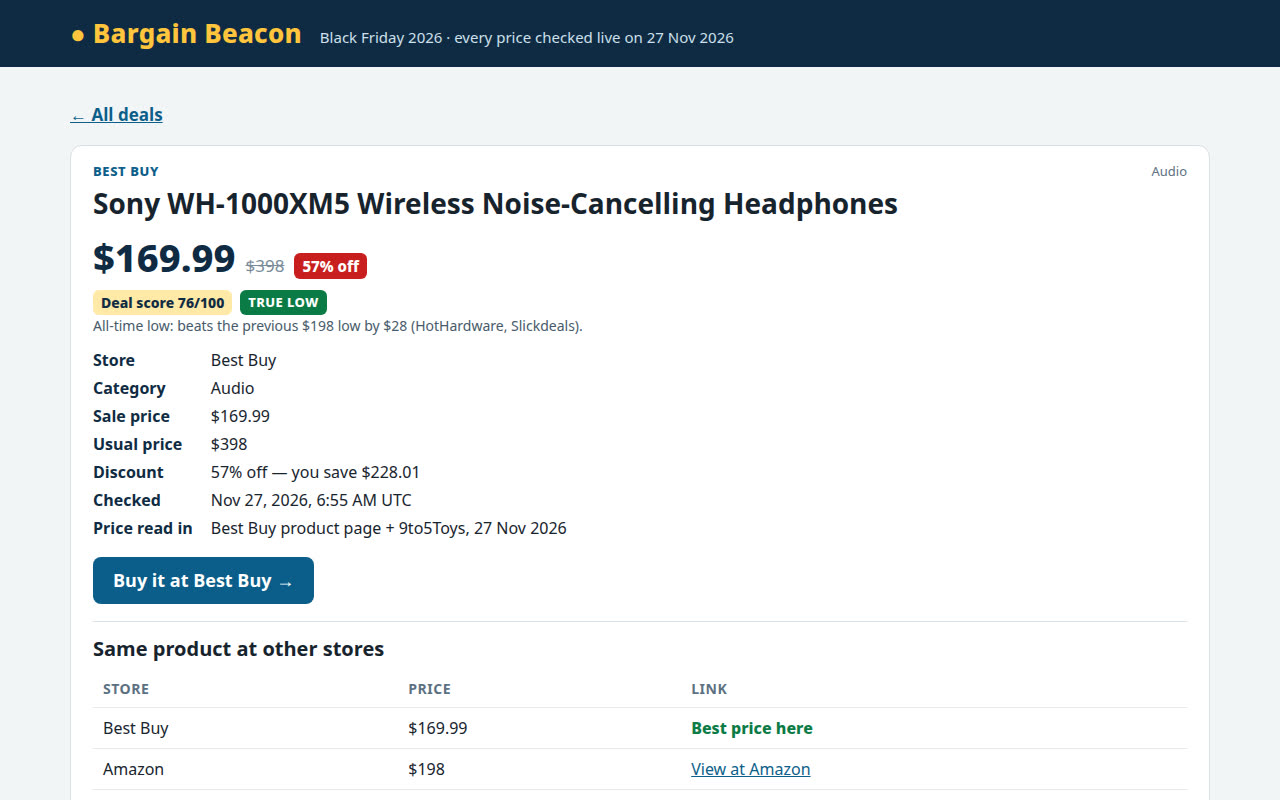 ● Bargain Beacon Black Friday 2026 · every price checked live on 27 Nov 2026
← All deals
BEST BUY Audio
Sony WH-1000XM5 Wireless Noise-Cancelling Headphones
$169.99 $398 57% off
Deal score 76/100 TRUE LOW
All-time low: beats the previous $198 low by $28 (HotHardware, Slickdeals).
Store Best Buy
Category Audio
Sale price $169.99
Usual price $398
Discount 57% off — you save $228.01
Checked Nov 27, 2026, 6:55 AM UTC
Price read in Best Buy product page + 9to5Toys, 27 Nov 2026
Buy it at Best Buy →
Same product at other stores
STORE PRICE LINK
Best Buy $169.99 Best price here
Amazon $198 View at Amazon